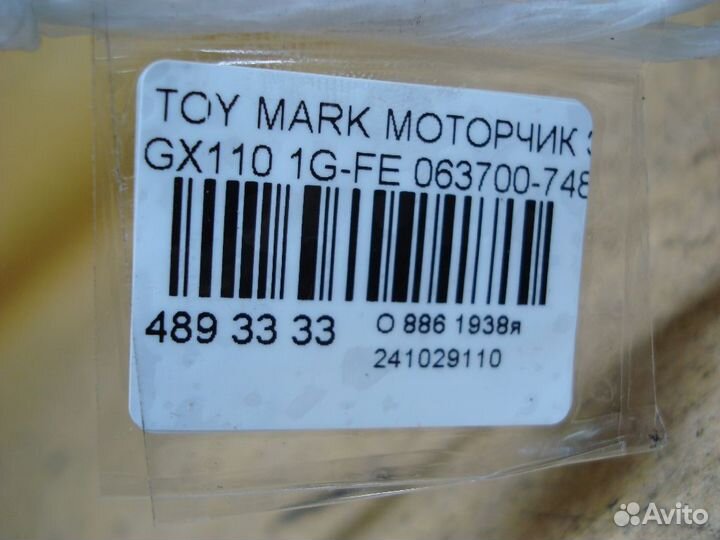 TOY MARK МОТОРЧИК
GX110 1G-FE 063700-748
489 33 33
О 886 1938я
241029110
Avito